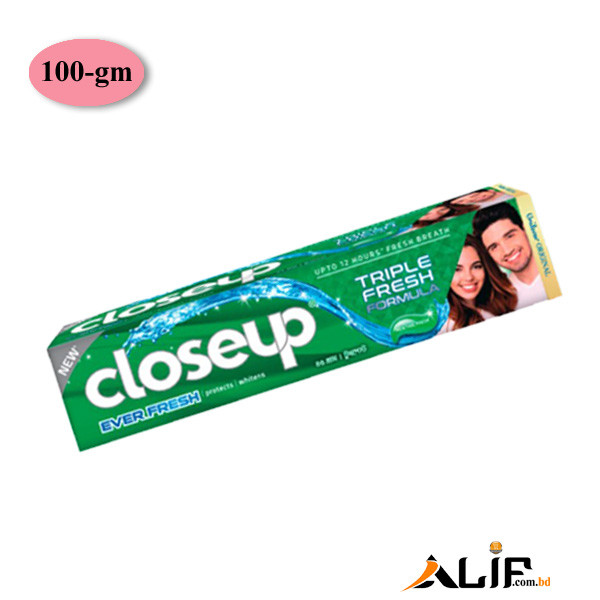 100-gm
closeup
UPTO 12 HOURS* FRESH BREATH
TRIPLE
FRESH
FORMULA
NEW
closeup
EVER FRESH protects | whitens
ORIGINAL
ALIF
.com.bd